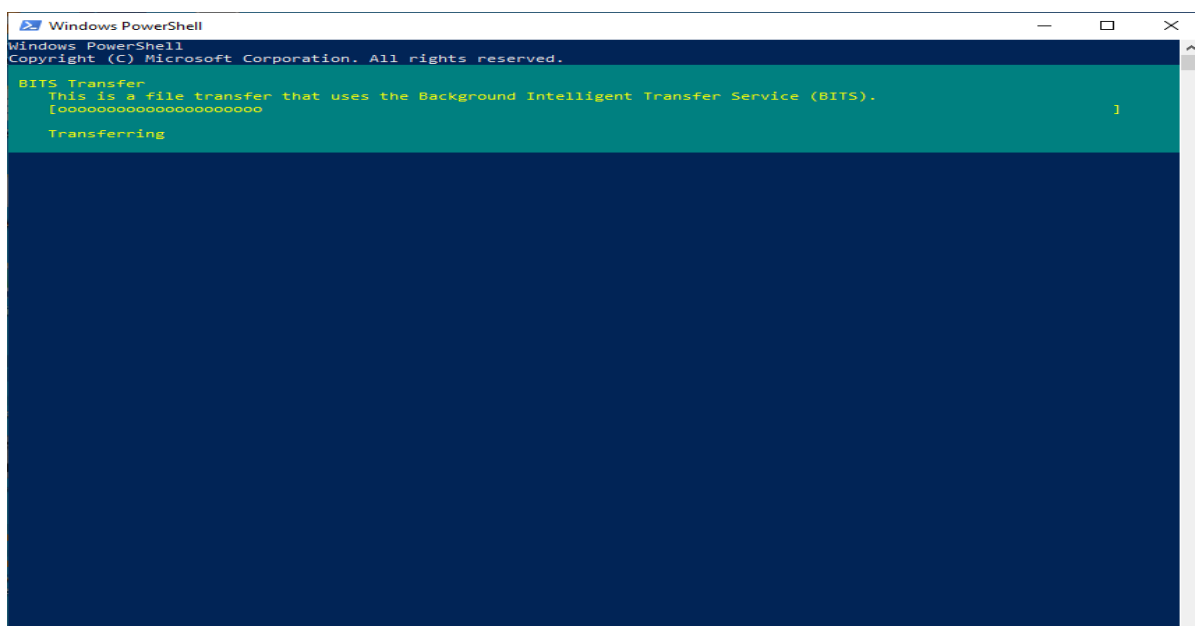 Windows PowerShell
Windows PowerShell
Copyright (C) Microsoft Corporation. All rights reserved.
BITS Transfer
This is a file transfer that uses the Background Intelligent Transfer Service (BITS).
[ooooooooooooooooooooo ]
Transferring